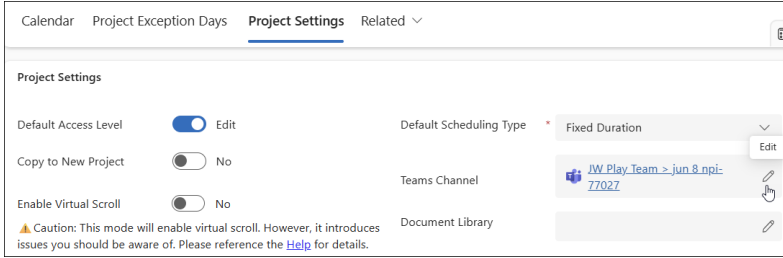 Calendar Project Exception Days Project Settings Related
Project Settings
Default Access Level Edit Default Scheduling Type * Fixed Duration
Edit
Copy to New Project No
Teams Channel JW Play Team > jun 8 npi-
77027
Enable Virtual Scroll No
Document Library
Caution: This mode will enable virtual scroll. However, it introduces
issues you should be aware of. Please reference the Help for details.